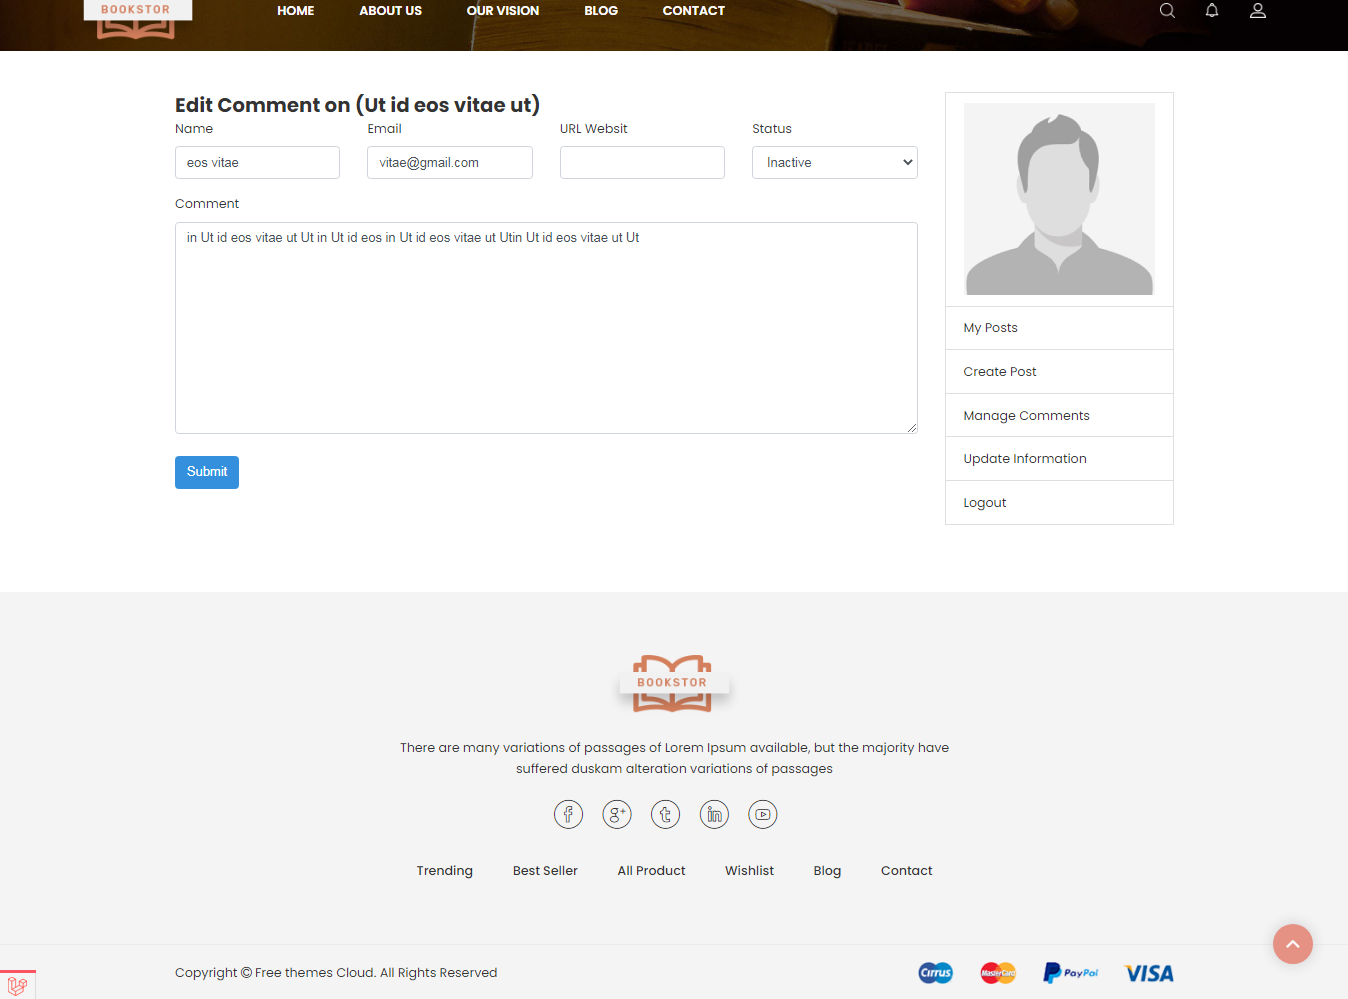 BOOKSTOR
HOME ABOUT US OUR VISION BLOG CONTACT
Edit Comment on (Ut id eos vitae ut)
Name Email URL Websit Status
eos vitae vitae@gmail.com Inactive
Comment
in Ut id eos vitae ut Ut in Ut id eos in Ut id eos vitae ut Utin Ut id eos vitae ut Ut
Submit
My Posts
Create Post
Manage Comments
Update Information
Logout
BOOKSTOR
There are many variations of passages of Lorem Ipsum available, but the majority have
suffered duskam alteration variations of passages
Trending Best Seller All Product Wishlist Blog Contact
Copyright © Free themes Cloud. All Rights Reserved
Cirrus MasterCard PayPal VISA